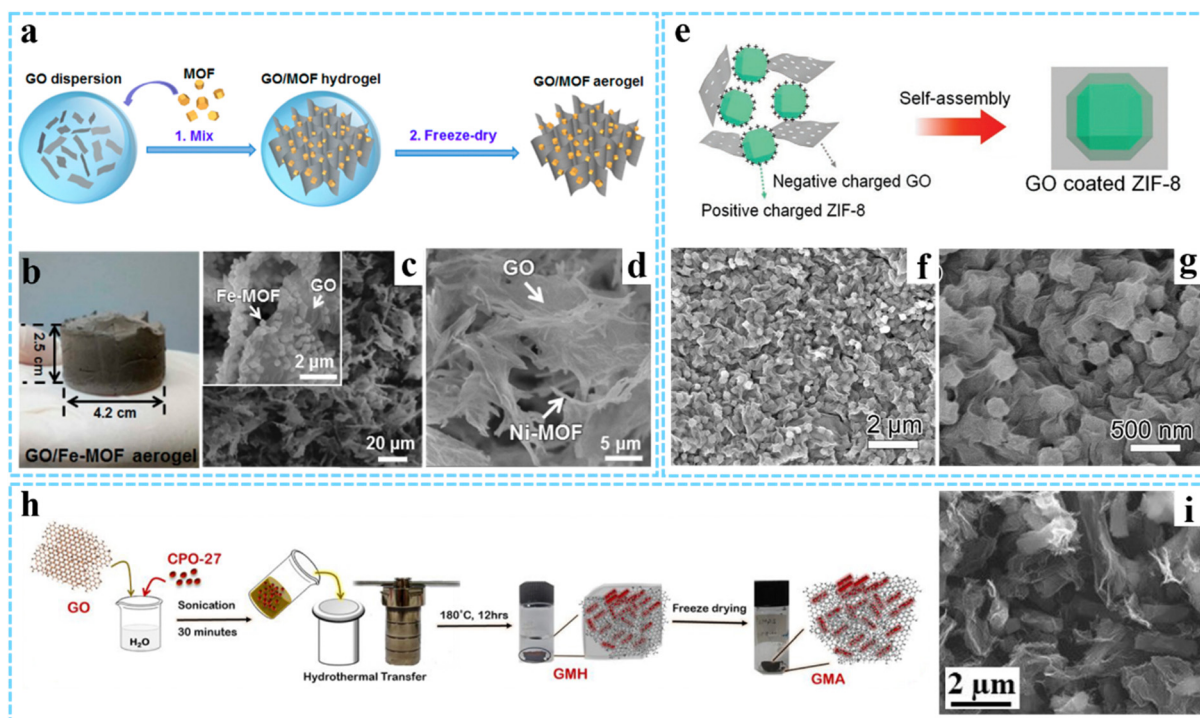 a
GO dispersion
MOF
GO/MOF hydrogel
GO/MOF aerogel
1. Mix
2. Freeze-dry
b
2.5 cm
4.2 cm
GO/Fe-MOF aerogel
c
Fe-MOF
GO
2 μm
20 μm
d
GO
Ni-MOF
5 μm
e
Self-assembly
Negative charged GO
Positive charged ZIF-8
GO coated ZIF-8
f
2 μm
g
500 nm
h
GO
CPO-27
H₂O
Sonication
30 minutes
Hydrothermal Transfer
180°C, 12hrs
GMH
Freeze drying
GMA
i
2 μm